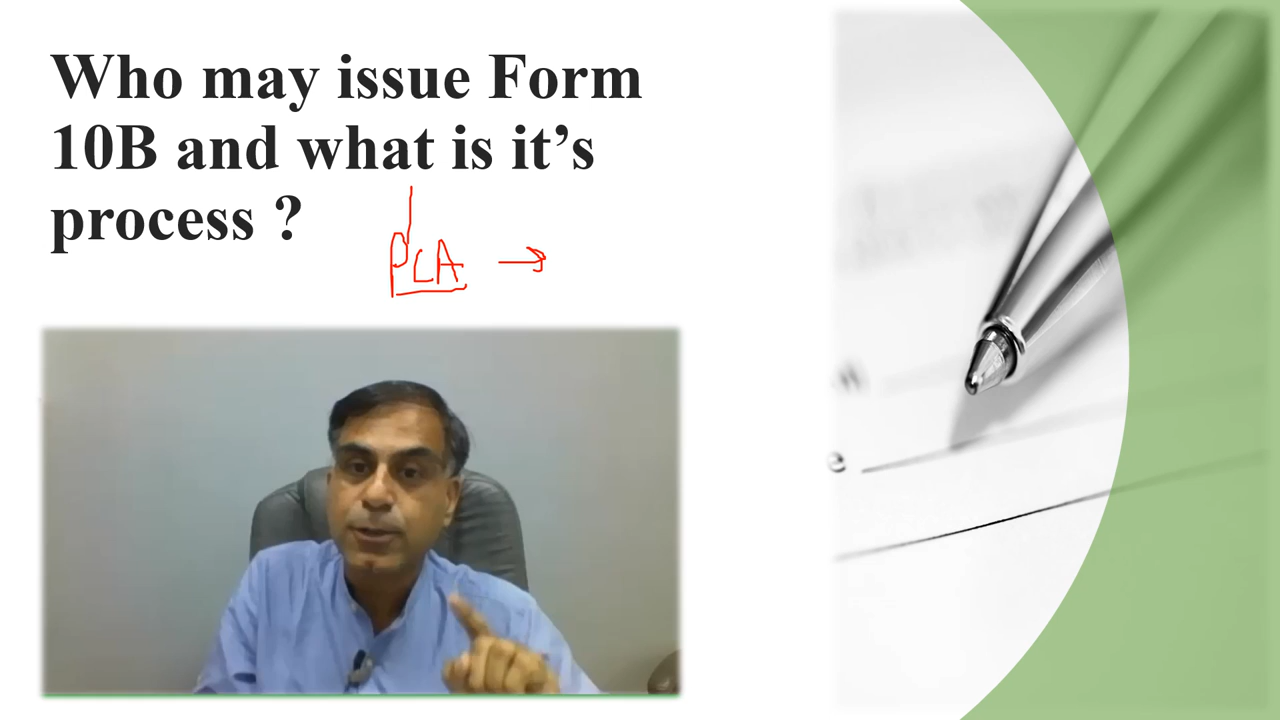 Who may issue Form
10B and what is it’s
process ?
PCA →